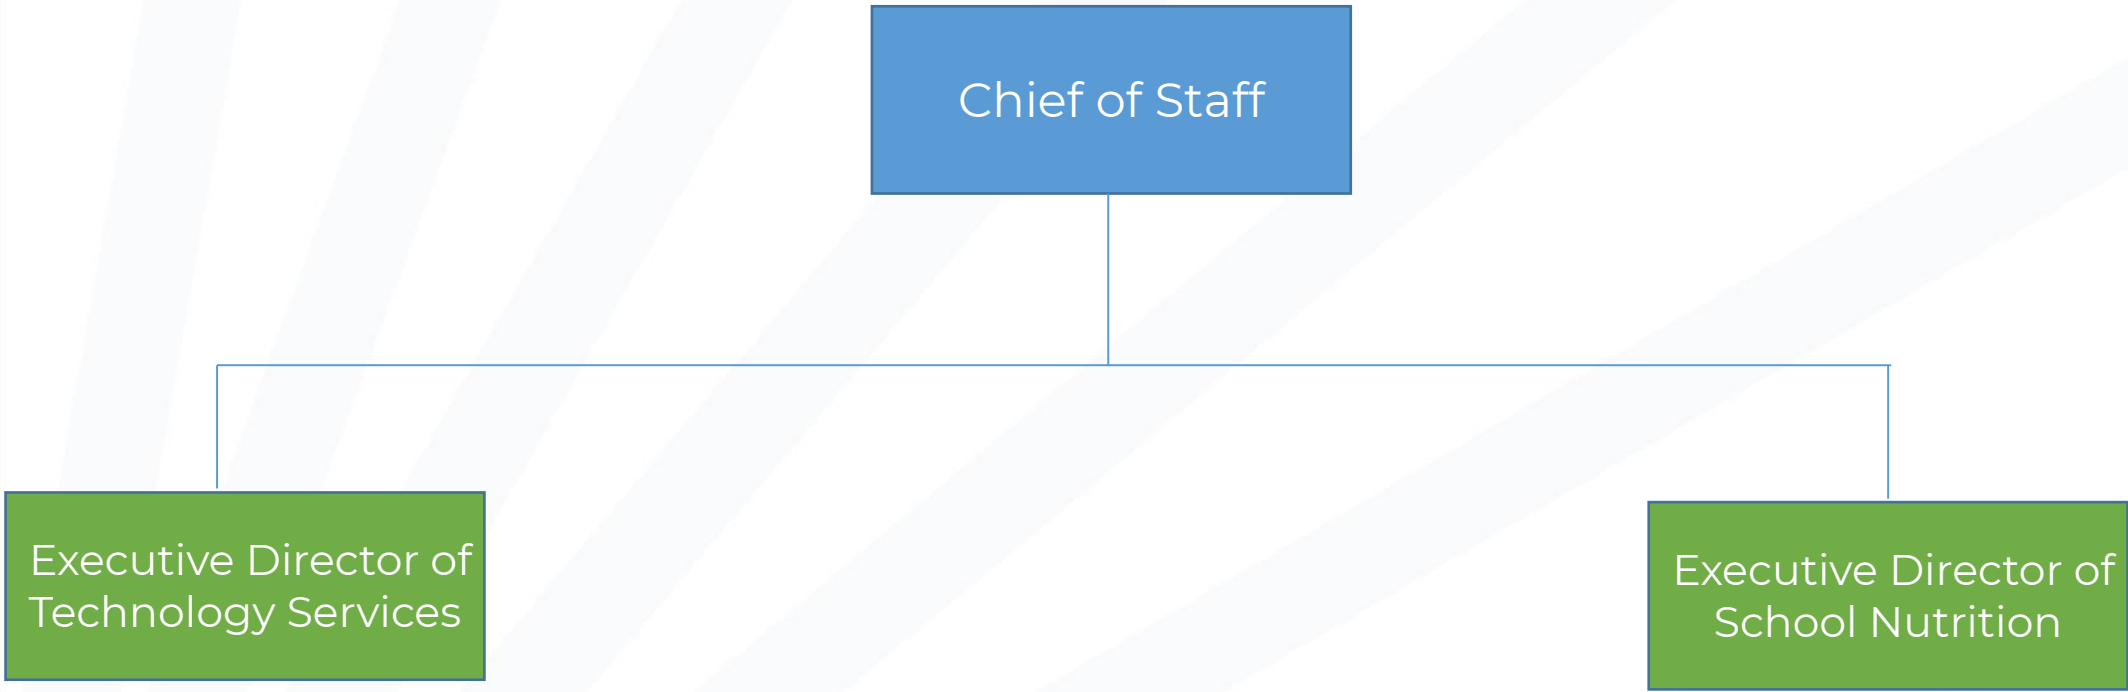 Chief of Staff
Executive Director of
Technology Services
Executive Director of
School Nutrition